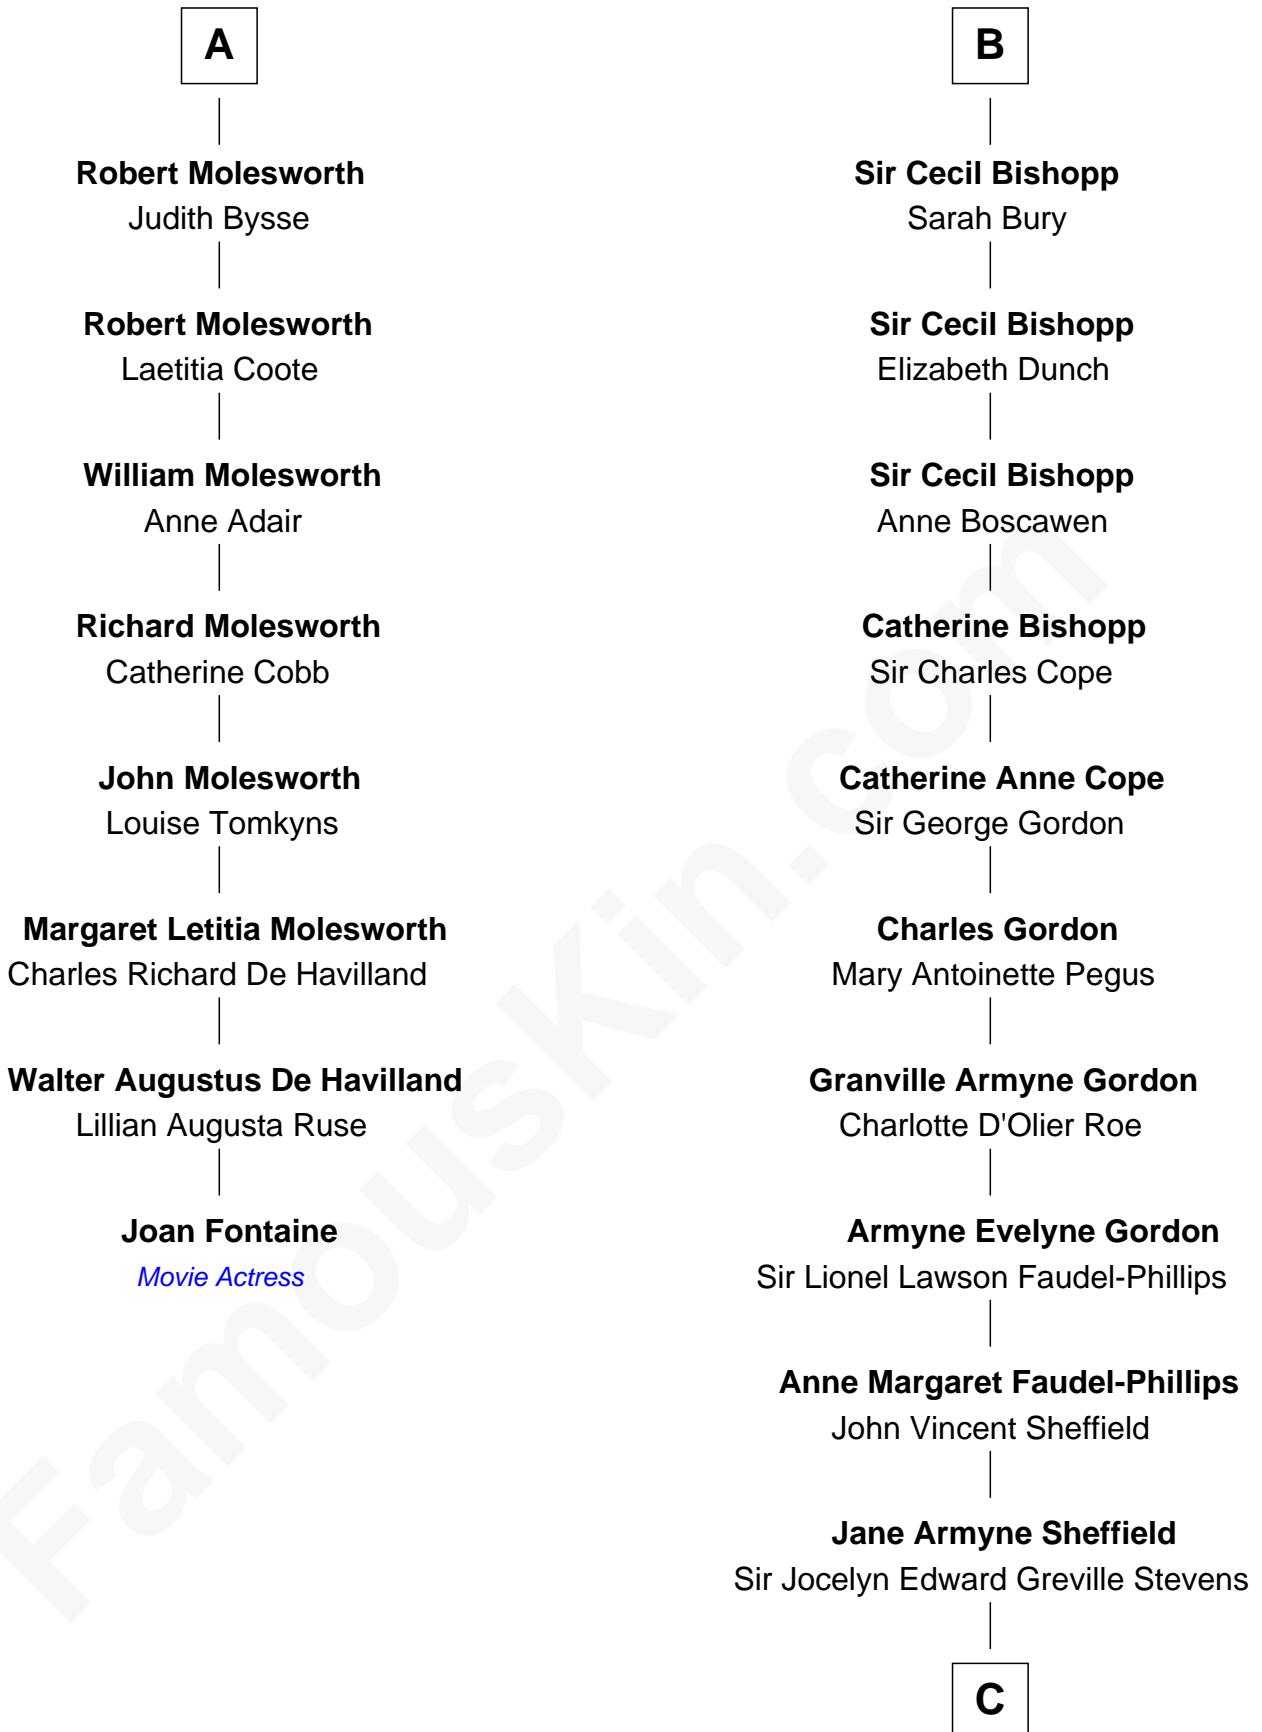 A
Robert Molesworth
Judith Bysse
Robert Molesworth
Laetitia Coote
William Molesworth
Anne Adair
Richard Molesworth
Catherine Cobb
John Molesworth
Louise Tomkyns
Margaret Letitia Molesworth
Charles Richard De Havilland
Walter Augustus De Havilland
Lillian Augusta Ruse
Joan Fontaine
Movie Actress
B
Sir Cecil Bishopp
Sarah Bury
Sir Cecil Bishopp
Elizabeth Dunch
Sir Cecil Bishopp
Anne Boscawen
Catherine Bishopp
Sir Charles Cope
Catherine Anne Cope
Sir George Gordon
Charles Gordon
Mary Antoinette Pegus
Granville Armyne Gordon
Charlotte D'Olier Roe
Armyne Evelyne Gordon
Sir Lionel Lawson Faudel-Phillips
Anne Margaret Faudel-Phillips
John Vincent Sheffield
Jane Armyne Sheffield
Sir Jocelyn Edward Greville Stevens
C
FamousKin.com